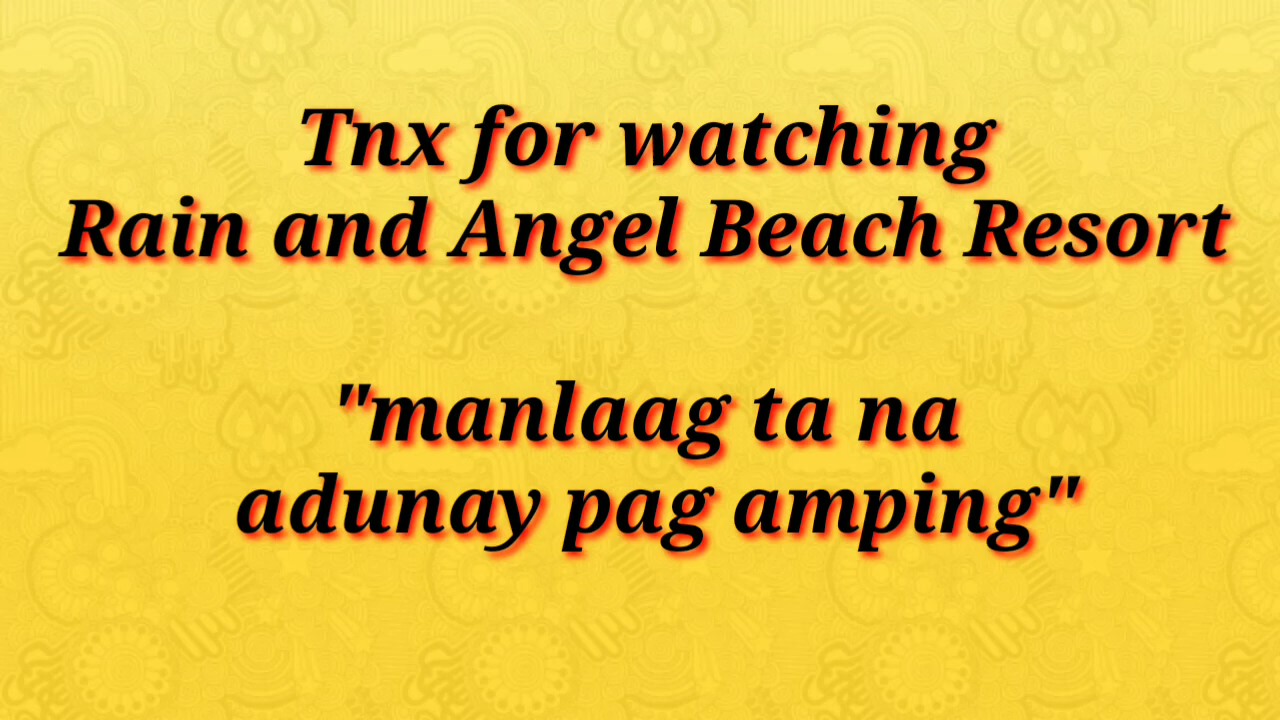 Tnx for watching
Rain and Angel Beach Resort
"manlaag ta na
adunay pag amping"